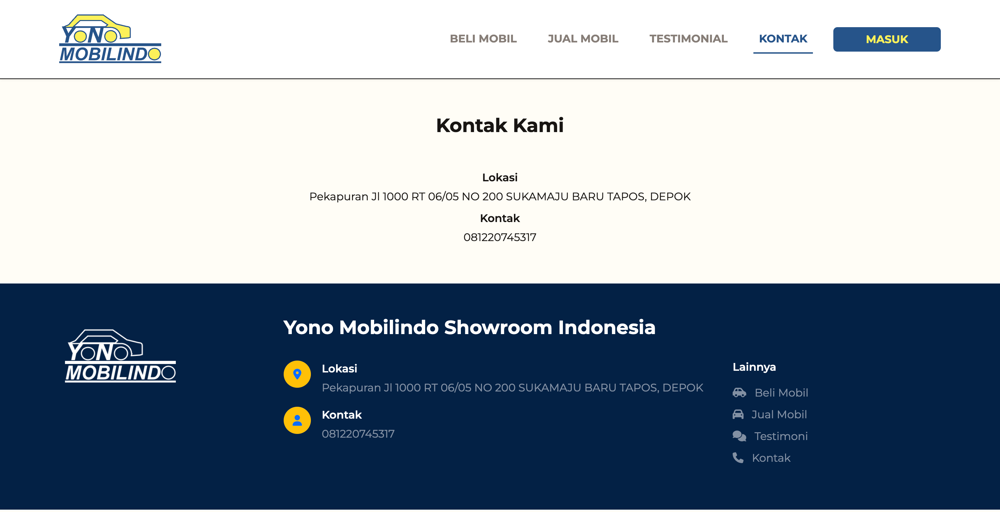 YoNo
MOBILINDO
BELI MOBIL
JUAL MOBIL
TESTIMONIAL
KONTAK
MASUK
Kontak Kami
Lokasi
Pekapuran Jl 1000 RT 06/05 NO 200 SUKAMAJU BARU TAPOS, DEPOK
Kontak
081220745317
YoNo
MOBILINDO
Yono Mobilindo Showroom Indonesia
Lokasi
Pekapuran Jl 1000 RT 06/05 NO 200 SUKAMAJU BARU TAPOS, DEPOK
Kontak
081220745317
Lainnya
Beli Mobil
Jual Mobil
Testimoni
Kontak